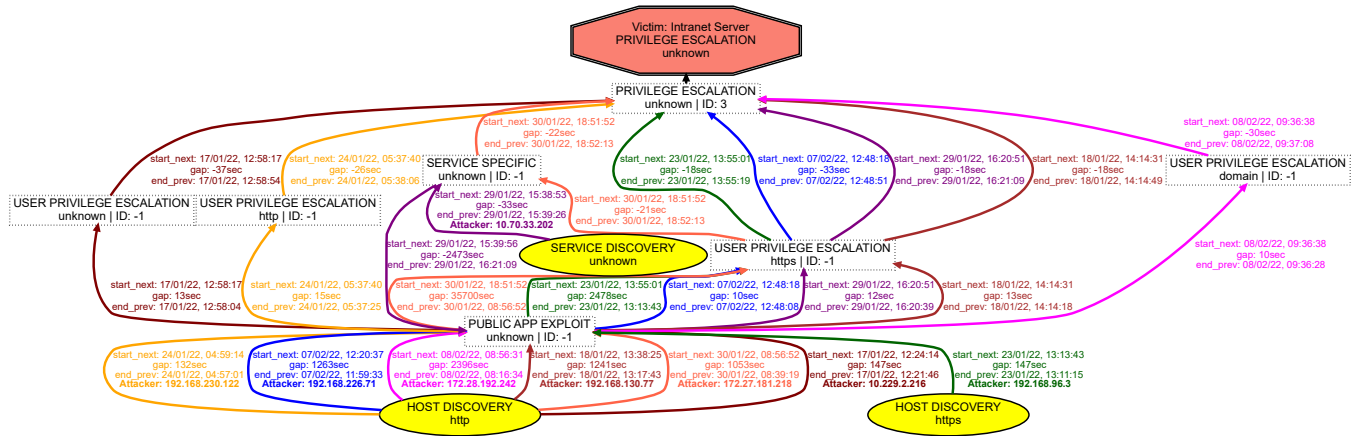 Victim: Intranet Server
PRIVILEGE ESCALATION
unknown
PRIVILEGE ESCALATION
unknown | ID: 3
start_next: 30/01/22, 18:51:52
gap: -22sec
end_prev: 30/01/22, 18:52:13
start_next: 08/02/22, 09:36:38
gap: -30sec
end_prev: 08/02/22, 09:37:08
start_next: 17/01/22, 12:58:17
gap: -37sec
end_prev: 17/01/22, 12:58:54
start_next: 24/01/22, 05:37:40
gap: -26sec
end_prev: 24/01/22, 05:38:06
SERVICE SPECIFIC
unknown | ID: -1
start_next: 23/01/22, 13:55:01
gap: -18sec
end_prev: 23/01/22, 13:55:19
start_next: 07/02/22, 12:48:18
gap: -33sec
end_prev: 07/02/22, 12:48:51
start_next: 29/01/22, 16:20:51
gap: -18sec
end_prev: 29/01/22, 16:21:09
start_next: 18/01/22, 14:14:31
gap: -18sec
end_prev: 18/01/22, 14:14:49
USER PRIVILEGE ESCALATION
domain | ID: -1
USER PRIVILEGE ESCALATION
unknown | ID: -1
USER PRIVILEGE ESCALATION
http | ID: -1
start_next: 29/01/22, 15:38:53
gap: -33sec
end_prev: 29/01/22, 15:39:26
Attacker: 10.70.33.202
start_next: 30/01/22, 18:51:52
gap: -21sec
end_prev: 30/01/22, 18:52:13
start_next: 29/01/22, 15:39:56
gap: -2473sec
end_prev: 29/01/22, 16:21:09
SERVICE DISCOVERY
unknown
USER PRIVILEGE ESCALATION
https | ID: -1
start_next: 08/02/22, 09:36:38
gap: 10sec
end_prev: 08/02/22, 09:36:28
start_next: 17/01/22, 12:58:17
gap: 13sec
end_prev: 17/01/22, 12:58:04
start_next: 24/01/22, 05:37:40
gap: 15sec
end_prev: 24/01/22, 05:37:25
start_next: 30/01/22, 18:51:52
gap: 35700sec
end_prev: 30/01/22, 08:56:52
start_next: 23/01/22, 13:55:01
gap: 2478sec
end_prev: 23/01/22, 13:13:43
start_next: 07/02/22, 12:48:18
gap: 10sec
end_prev: 07/02/22, 12:48:08
start_next: 29/01/22, 16:20:51
gap: 12sec
end_prev: 29/01/22, 16:20:39
start_next: 18/01/22, 14:14:31
gap: 13sec
end_prev: 18/01/22, 14:14:18
PUBLIC APP EXPLOIT
unknown | ID: -1
start_next: 24/01/22, 04:59:14
gap: 132sec
end_prev: 24/01/22, 04:57:01
Attacker: 192.168.230.122
start_next: 07/02/22, 12:20:37
gap: 1263sec
end_prev: 07/02/22, 11:59:33
Attacker: 192.168.226.71
start_next: 08/02/22, 08:56:31
gap: 2396sec
end_prev: 08/02/22, 08:16:34
Attacker: 172.28.192.242
start_next: 18/01/22, 13:38:25
gap: 1241sec
end_prev: 18/01/22, 13:17:43
Attacker: 192.168.130.77
start_next: 30/01/22, 08:56:52
gap: 1053sec
end_prev: 30/01/22, 08:39:19
Attacker: 172.27.181.218
start_next: 17/01/22, 12:24:14
gap: 147sec
end_prev: 17/01/22, 12:21:46
Attacker: 10.229.2.216
start_next: 23/01/22, 13:13:43
gap: 147sec
end_prev: 23/01/22, 13:11:15
Attacker: 192.168.96.3
HOST DISCOVERY
http
HOST DISCOVERY
https